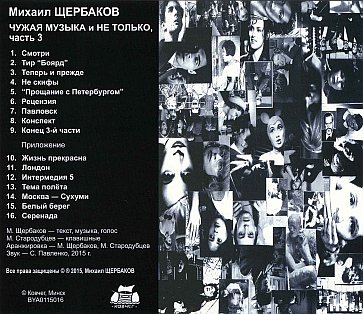 Михаил ЩЕРБАКОВ
ЧУЖАЯ МУЗЫКА и НЕ ТОЛЬКО,
часть 3
1. Смотри
2. Тир "Боярд"
3. Теперь и прежде
4. Не скифы
5. "Прощание с Петербургом"
6. Рецензия
7. Павловск
8. Конспект
9. Конец 3-й части
Приложение
10. Жизнь прекрасна
11. Лондон
12. Интермедия 5
13. Тема полёта
14. Москва — Сухуми
15. Белый берег
16. Серенада
М. Щербаков — текст, музыка, голос
М. Стародубцев — клавишные
Аранжировка — М. Щербаков, М. Стародубцев
Звук — С. Павленко, 2015 г.
Все права защищены © ℗ 2015, Михаил ЩЕРБАКОВ
© Ковчег, Минск
BYA0115016
КОВЧЕГ